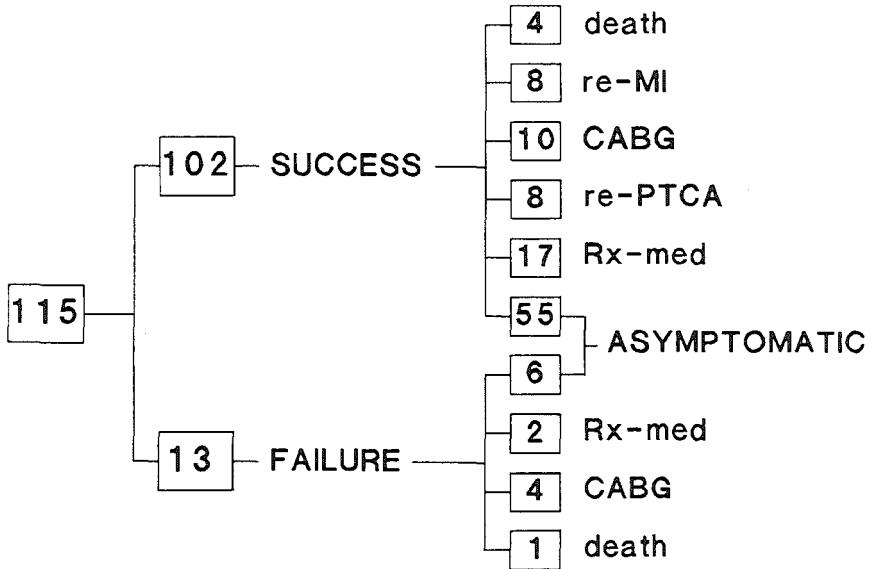 4 death
8 re-MI
10 CABG
102 SUCCESS
8 re-PTCA
17 Rx-med
115
55
ASYMPTOMATIC
6
2 Rx-med
13 FAILURE
4 CABG
1 death